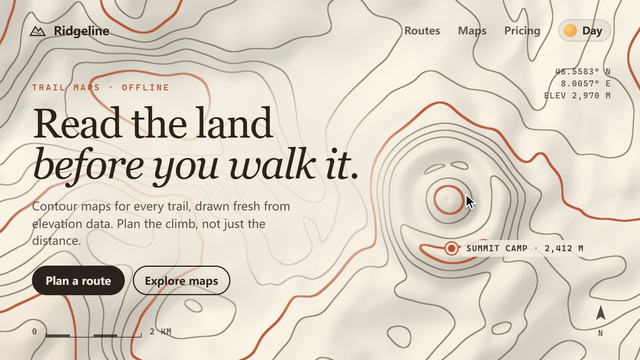 Ridgeline
Routes
Maps
Pricing
Day
46.5583° N
8.0057° E
ELEV 2,970 M
TRAIL MAPS · OFFLINE
Read the land
before you walk it.
Contour maps for every trail, drawn fresh from
elevation data. Plan the climb, not just the
distance.
SUMMIT CAMP · 2,412 M
Plan a route
Explore maps
0
2 KM
N